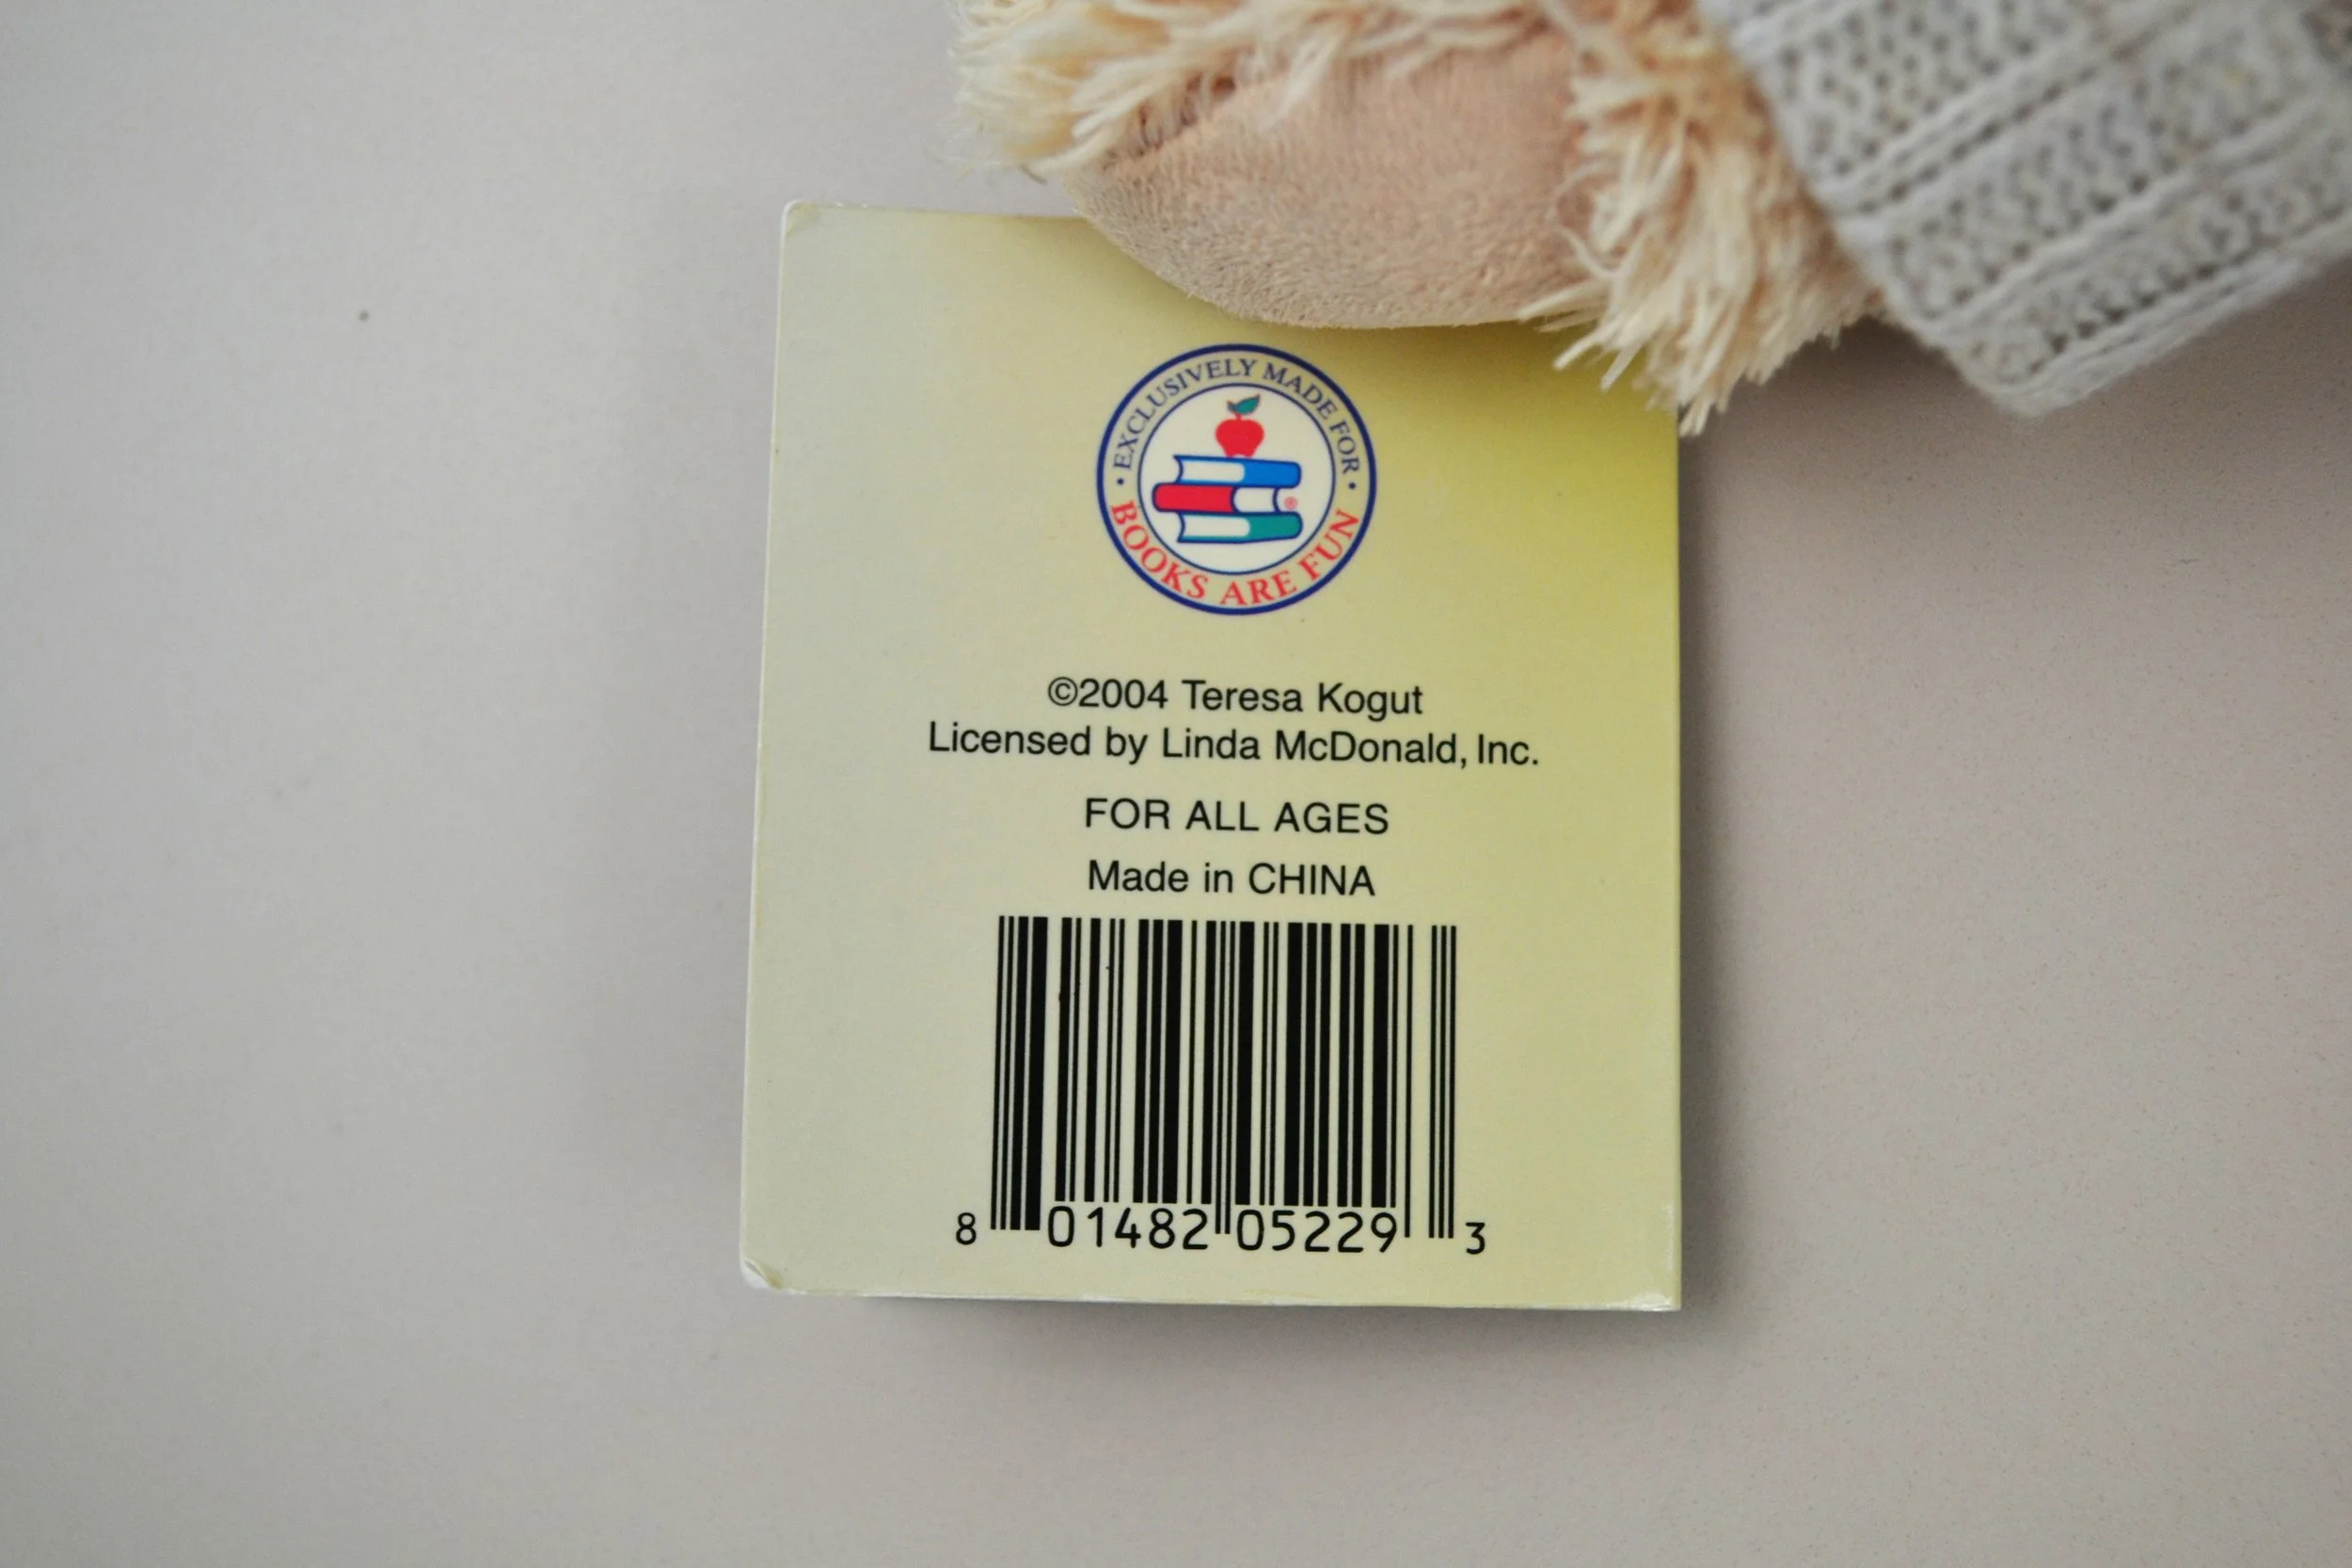 • EXCLUSIVELY MADE FOR •
BOOKS ARE FUN
®
©2004 Teresa Kogut
Licensed by Linda McDonald, Inc.
FOR ALL AGES
Made in CHINA
8 01482 05229 3